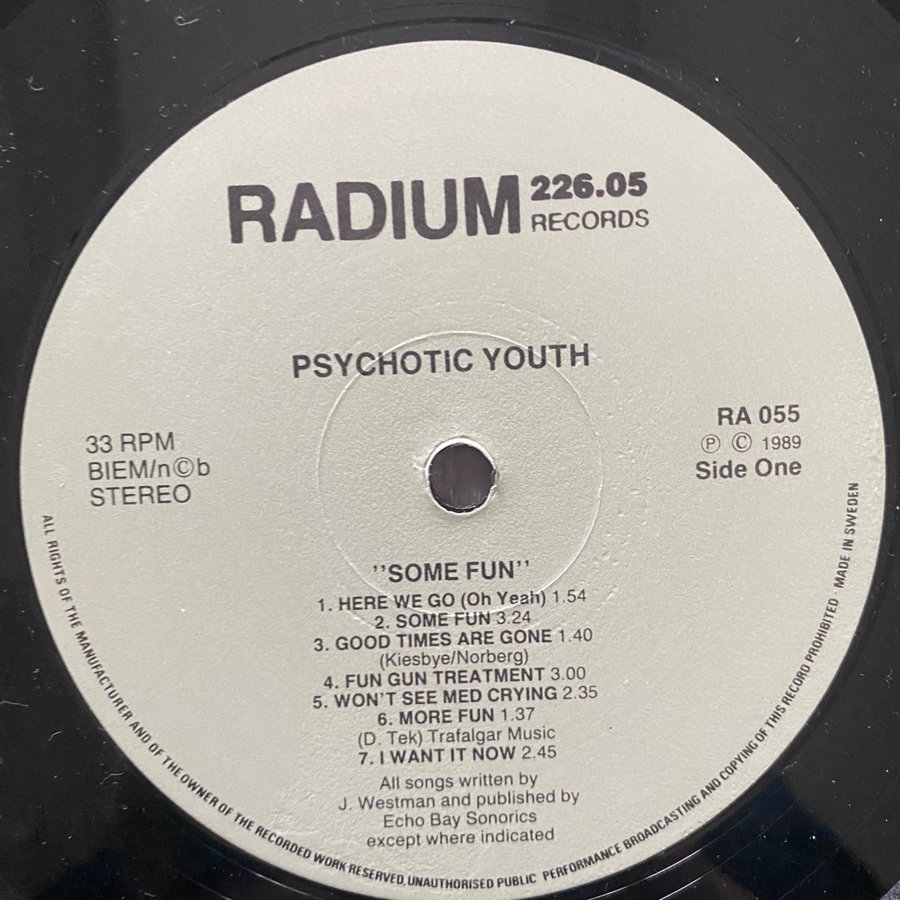 RADIUM 226.05
RECORDS
PSYCHOTIC YOUTH
33 RPM
BIEM/n©b
STEREO
RA 055
℗ © 1989
Side One
''SOME FUN''
1. HERE WE GO (Oh Yeah) 1.54
2. SOME FUN 3.24
3. GOOD TIMES ARE GONE 1.40
(Kiesbye/Norberg)
4. FUN GUN TREATMENT 3.00
5. WON'T SEE MED CRYING 2.35
6. MORE FUN 1.37
(D. Tek) Trafalgar Music
7. I WANT IT NOW 2.45
All songs written by
J. Westman and published by
Echo Bay Sonorics
except where indicated
ALL RIGHTS OF THE MANUFACTURER AND OF THE OWNER OF THE RECORDED WORK RESERVED, UNAUTHORISED PUBLIC PERFORMANCE BROADCASTING AND COPYING OF THIS RECORD PROHIBITED · MADE IN SWEDEN